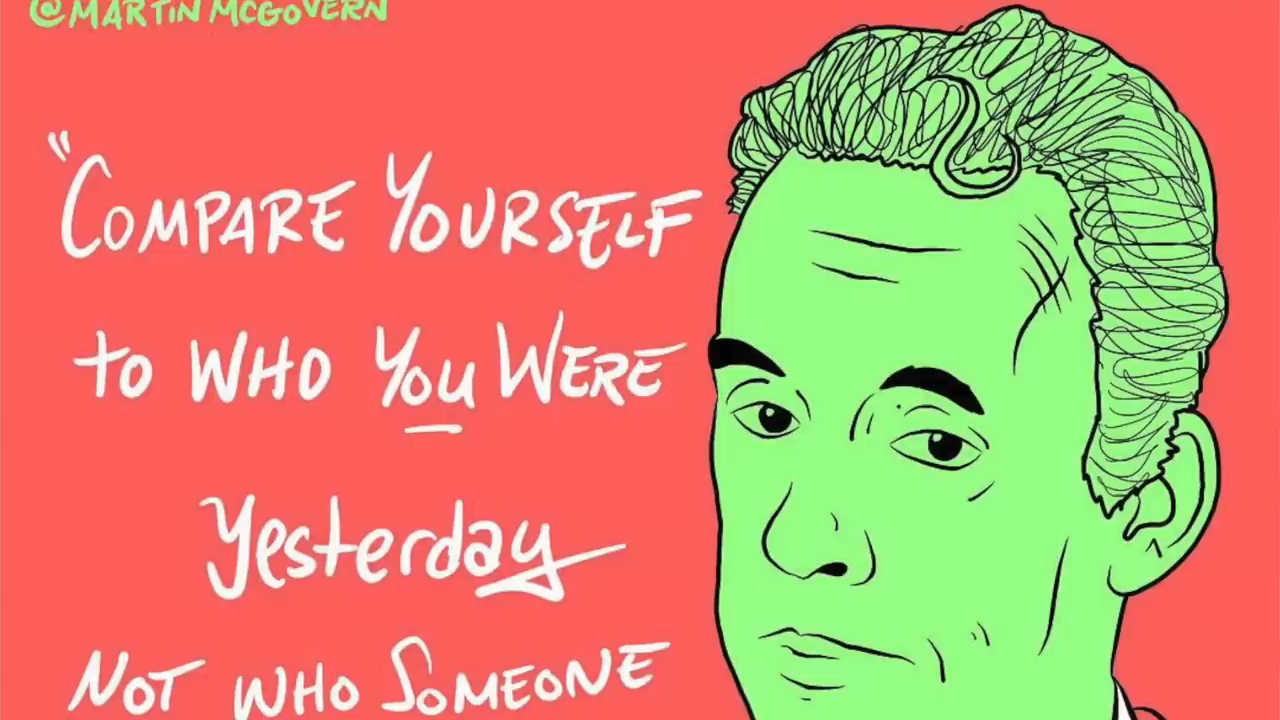 @MARTIN MCGOVERN
"COMPARE YOURSELF
to WHO YOU WERE
Yesterday
NOT WHO SOMEONE